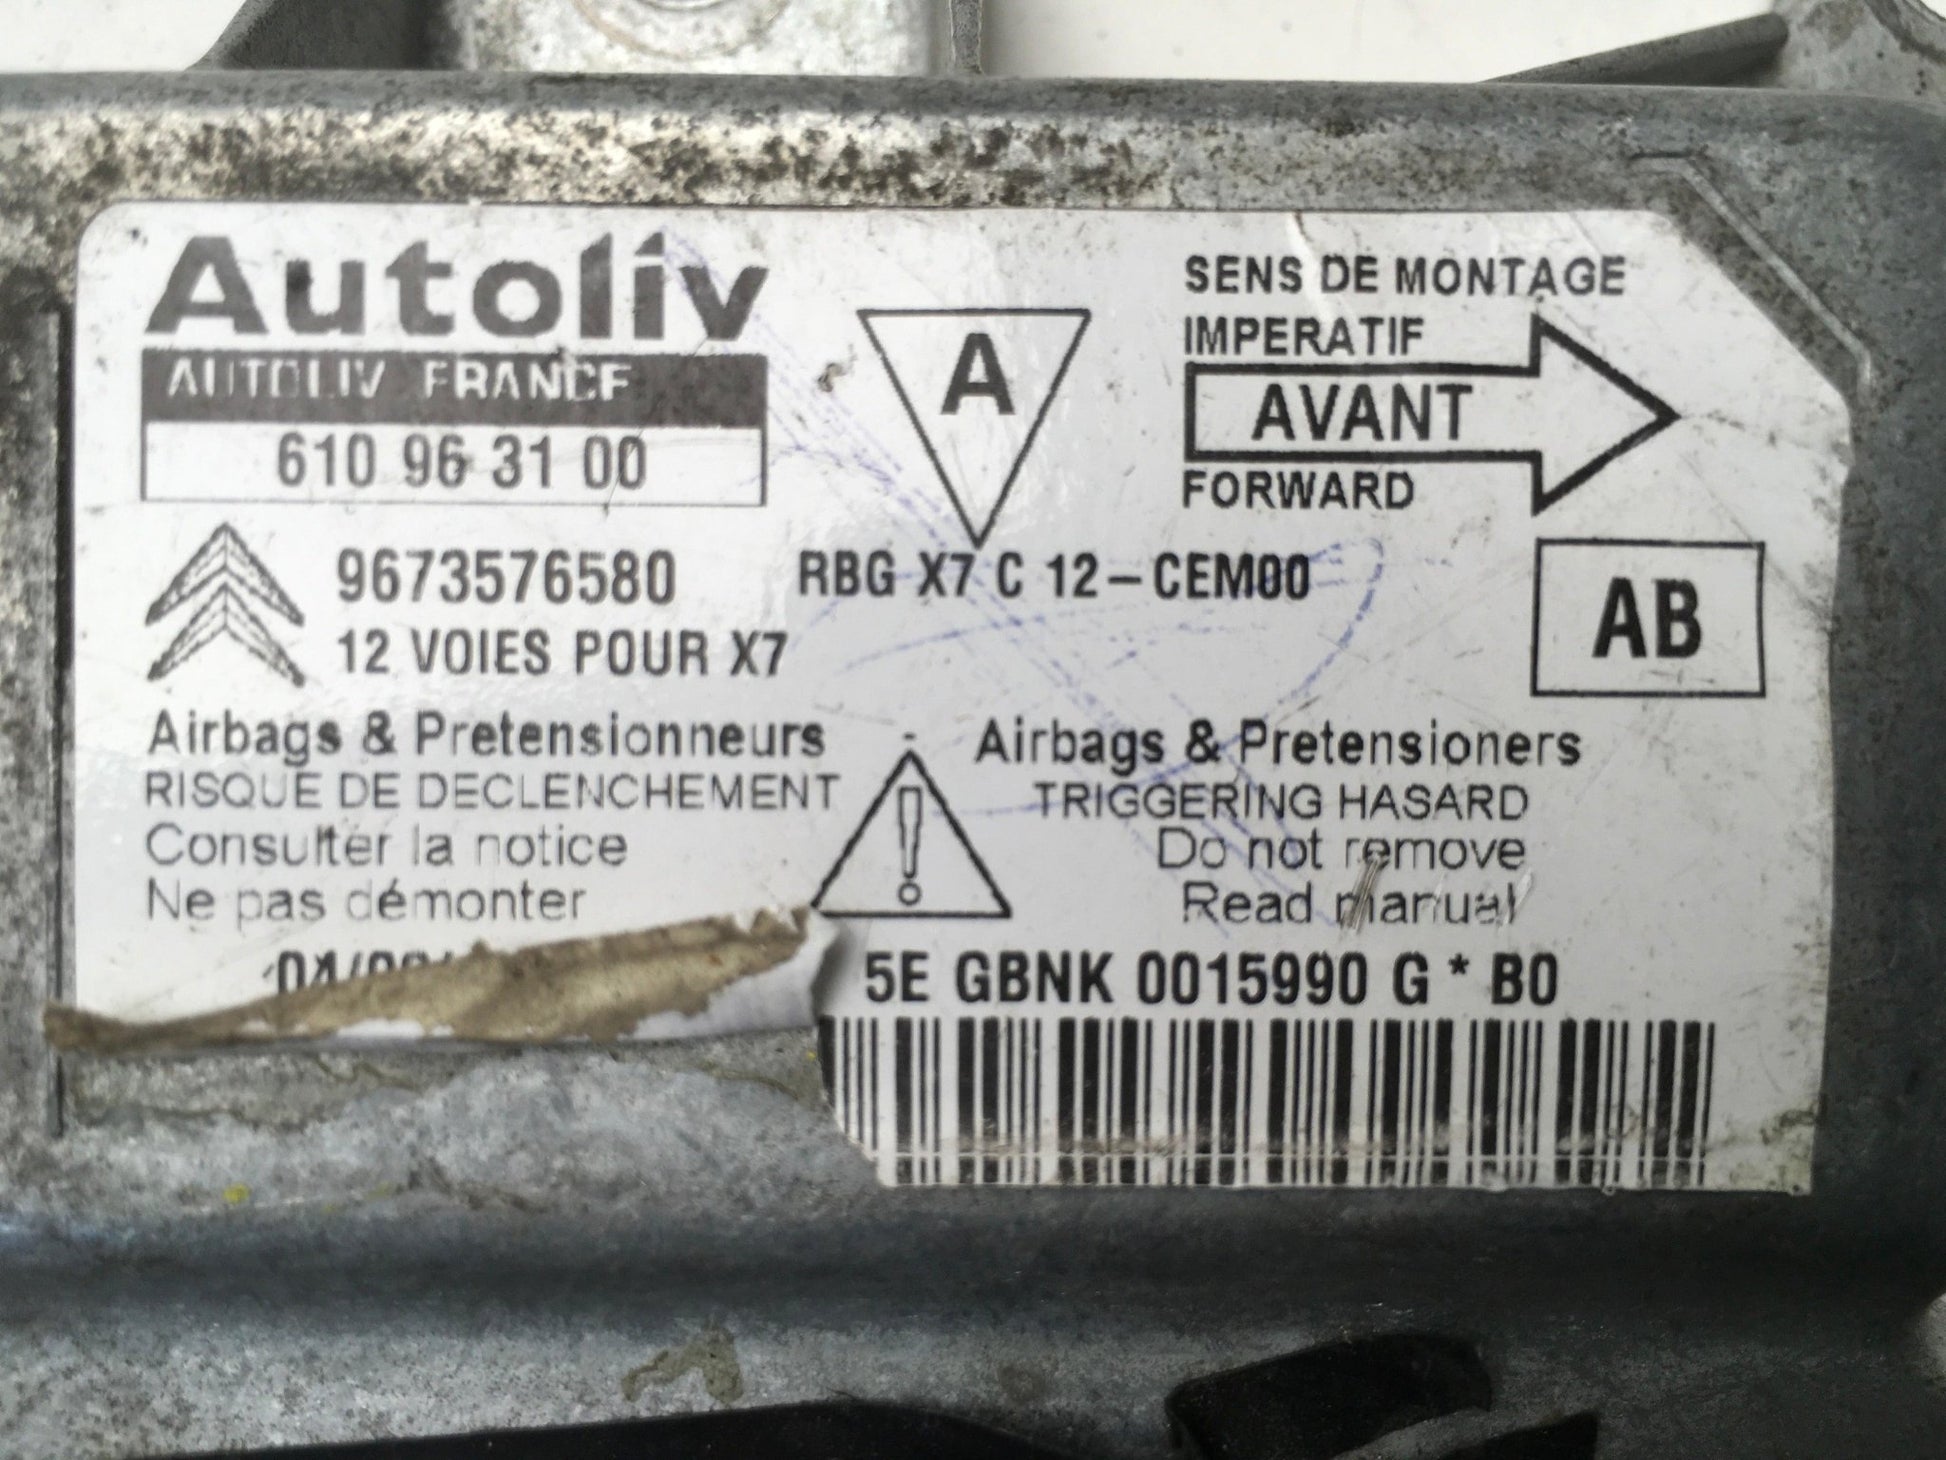 Autoliv
AUTOLIV FRANCE
610 96 31 00
A
SENS DE MONTAGE
IMPERATIF
AVANT
FORWARD
9673576580
RBG X7 C 12-CEM00
12 VOIES POUR X7
AB
Airbags & Pretensionneurs
RISQUE DE DECLENCHEMENT
Consulter la notice
Ne pas démonter
!
Airbags & Pretensioners
TRIGGERING HASARD
Do not remove
Read manual
5E GBNK 0015990 G * B0